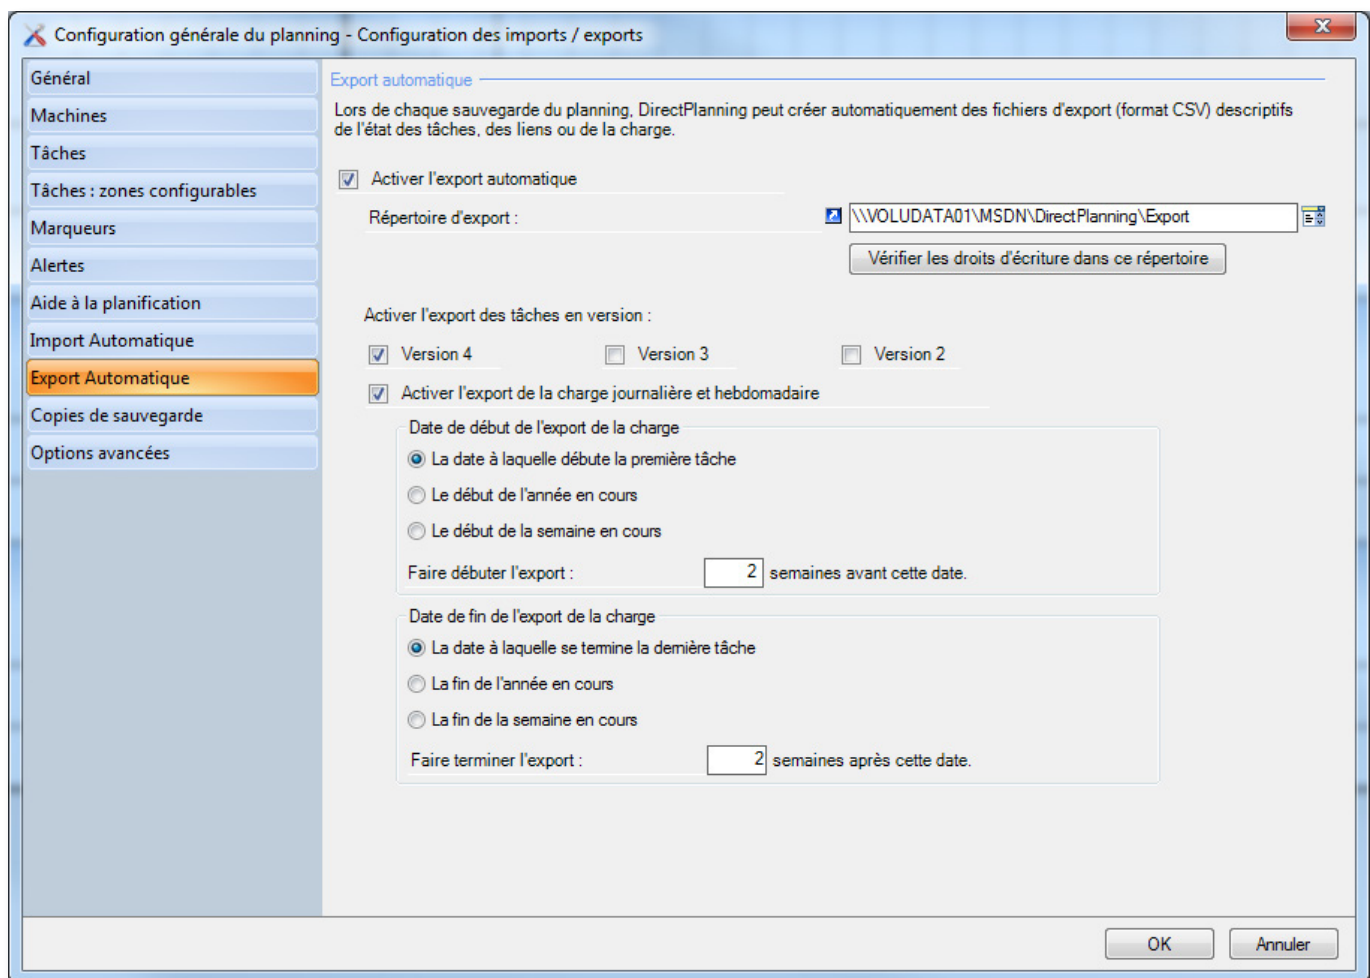 Configuration générale du planning - Configuration des imports / exports
Général
Machines
Tâches
Tâches : zones configurables
Marqueurs
Alertes
Aide à la planification
Import Automatique
Export Automatique
Copies de sauvegarde
Options avancées
Export automatique
Lors de chaque sauvegarde du planning, DirectPlanning peut créer automatiquement des fichiers d'export (format CSV) descriptifs
de l'état des tâches, des liens ou de la charge.
Activer l'export automatique
Répertoire d'export : \\VOLUDATA01\MSDN\DirectPlanning\Export
Vérifier les droits d'écriture dans ce répertoire
Activer l'export des tâches en version :
Version 4 Version 3 Version 2
Activer l'export de la charge journalière et hebdomadaire
Date de début de l'export de la charge
La date à laquelle débute la première tâche
Le début de l'année en cours
Le début de la semaine en cours
Faire débuter l'export : 2 semaines avant cette date.
Date de fin de l'export de la charge
La date à laquelle se termine la dernière tâche
La fin de l'année en cours
La fin de la semaine en cours
Faire terminer l'export : 2 semaines après cette date.
OK Annuler